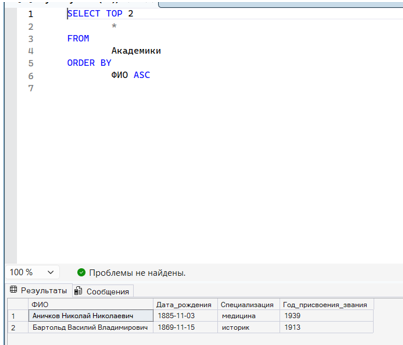 1 SELECT TOP 2
2 *
3 FROM
4 Академики
5 ORDER BY
6 ФИО ASC
7
100 % Проблемы не найдены.
Результаты Сообщения
ФИО Дата_рождения Специализация Год_присвоения_звания
1 Аничков Николай Николаевич 1885-11-03 медицина 1939
2 Бартольд Василий Владимирович 1869-11-15 историк 1913